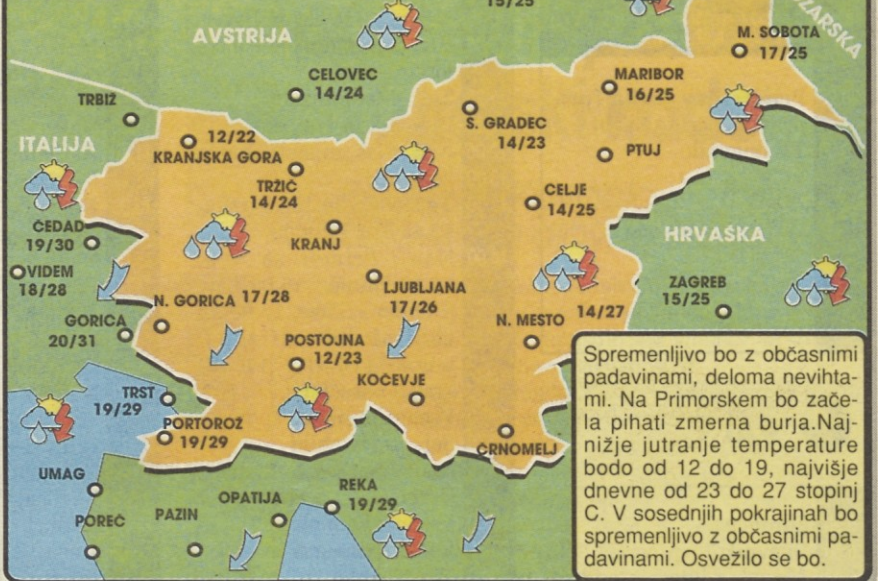 15/25
AVSTRIJA
M. SOBOTA
17/25
CELOVEC
14/24
MARIBOR
16/25
TRBIŽ
S. GRADEC
14/23
ITALIJA
12/22
KRANJSKA GORA
PTUJ
TRŽIČ
14/24
CELJE
14/25
ČEDAD
19/30
KRANJ
HRVAŠKA
VIDEM
18/28
LJUBLJANA
17/26
ZAGREB
15/25
N. GORICA 17/28
GORICA
20/31
14/27
N. MESTO
POSTOJNA
12/23
KOČEVJE
TRST
19/29
PORTOROŽ
19/29
ČRNOMELJ
UMAG
OPATIJA
REKA
19/29
POREČ
PAZIN
Spremenljivo bo z občasnimi
padavinami, deloma nevihta-
mi. Na Primorskem bo zače-
la pihati zmerna burja.Naj-
nižje jutranje temperature
bodo od 12 do 19, najvišje
dnevne od 23 do 27 stopinj
C. V sosednjih pokrajinah bo
spremenljivo z občasnimi pa-
davinami. Osvežilo se bo.